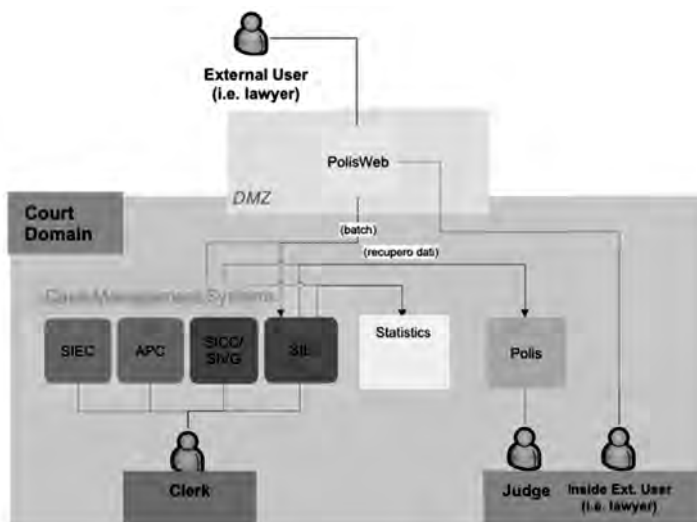 External User
(i.e. lawyer)
PolisWeb
DMZ
Court
Domain
(batch)
(recupero dati)
Case Management Systems
SIEC
APC
SICC/
SIVG
SIL
Statistics
Polis
Clerk
Judge
Inside Ext. User
(i.e. lawyer)